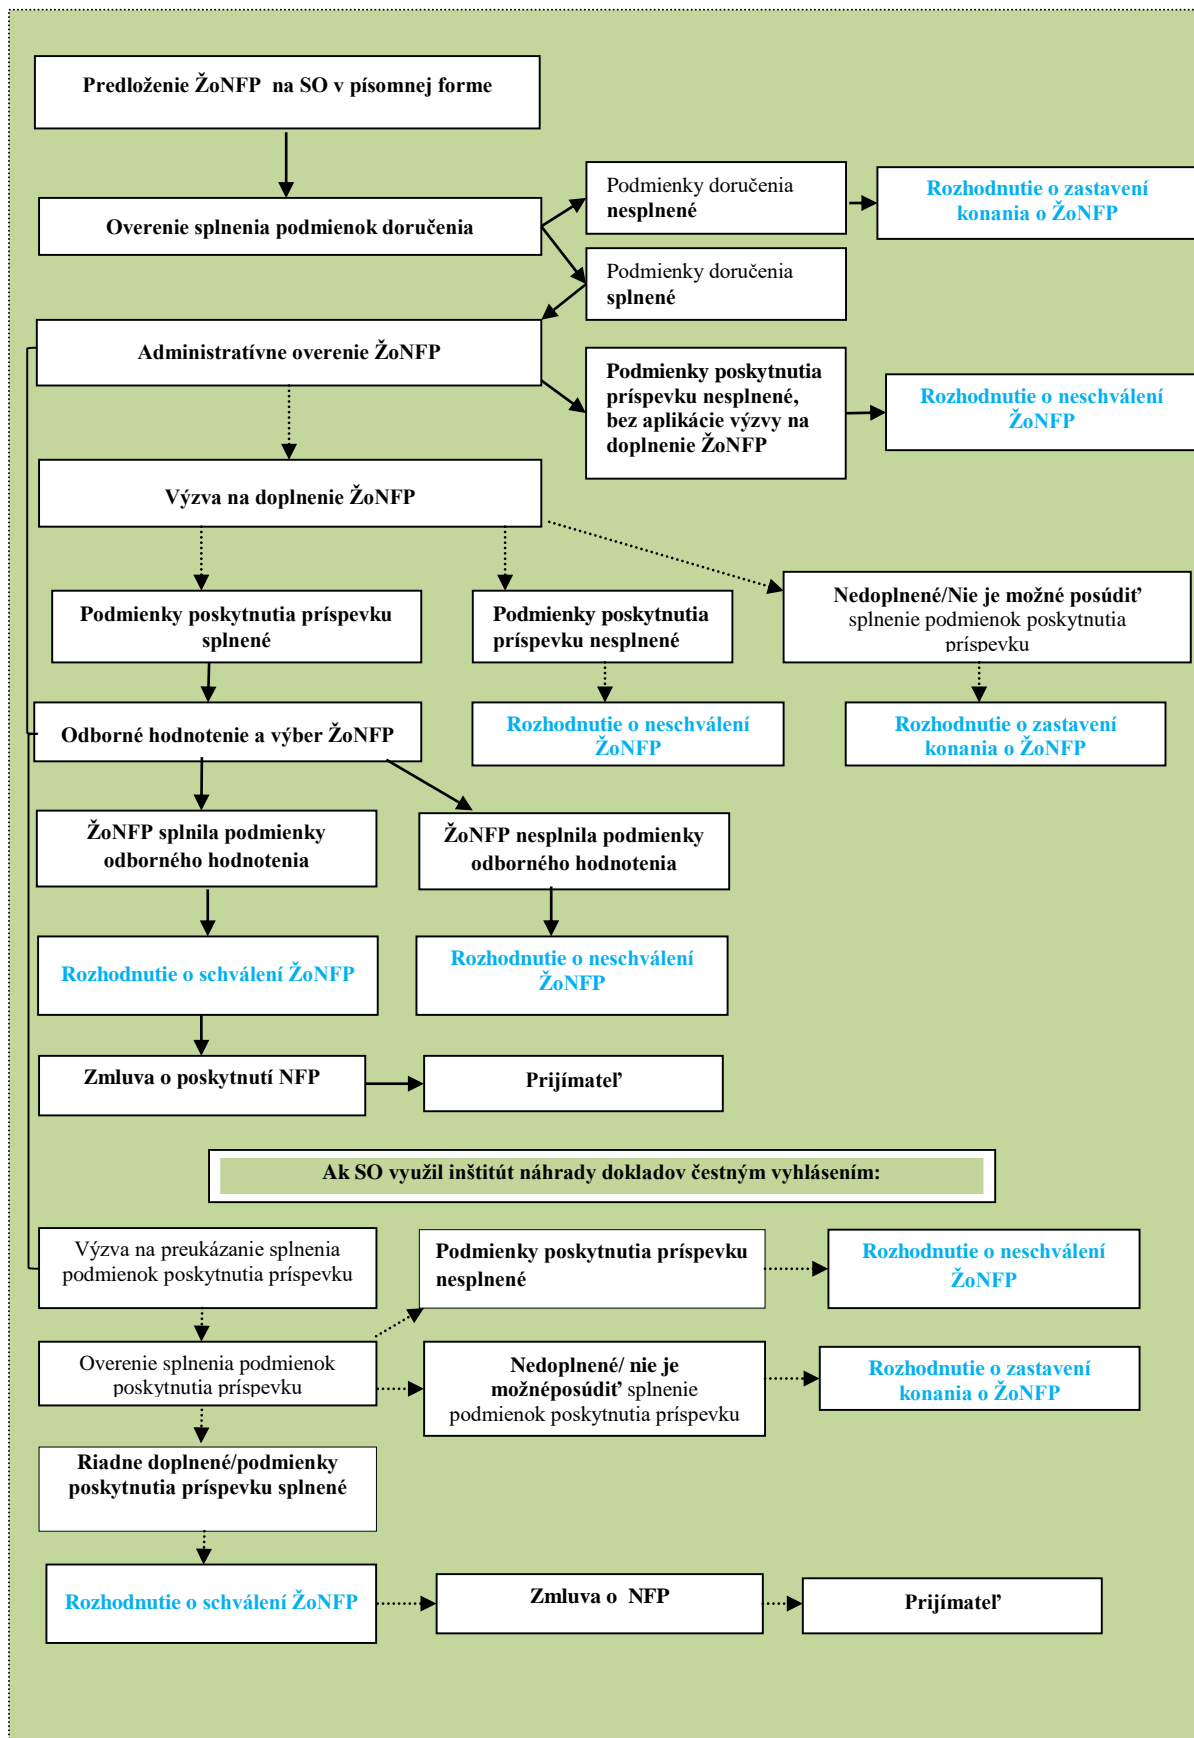 Predloženie ŽoNFP na SO v písomnej forme
Podmienky doručenia
nesplnené
Rozhodnutie o zastavení
konania o ŽoNFP
Overenie splnenia podmienok doručenia
Podmienky doručenia
splnené
Administratívne overenie ŽoNFP
Podmienky poskytnutia
príspevku nesplnené,
bez aplikácie výzvy na
doplnenie ŽoNFP
Rozhodnutie o neschválení
ŽoNFP
Výzva na doplnenie ŽoNFP
Podmienky poskytnutia príspevku
splnené
Podmienky poskytnutia
príspevku nesplnené
Nedoplnené/Nie je možné posúdiť
splnenie podmienok poskytnutia
príspevku
Odborné hodnotenie a výber ŽoNFP
Rozhodnutie o neschválení
ŽoNFP
Rozhodnutie o zastavení
konania o ŽoNFP
ŽoNFP splnila podmienky
odborného hodnotenia
ŽoNFP nesplnila podmienky
odborného hodnotenia
Rozhodnutie o schválení ŽoNFP
Rozhodnutie o neschválení
ŽoNFP
Zmluva o poskytnutí NFP
Prijímateľ
Ak SO využil inštitút náhrady dokladov čestným vyhlásením:
Výzva na preukázanie splnenia
podmienok poskytnutia príspevku
Podmienky poskytnutia príspevku
nesplnené
Rozhodnutie o neschválení
ŽoNFP
Overenie splnenia podmienok
poskytnutia príspevku
Nedoplnené/ nie je
možnéposúdiť splnenie
podmienok poskytnutia príspevku
Rozhodnutie o zastavení
konania o ŽoNFP
Riadne doplnené/podmienky
poskytnutia príspevku splnené
Rozhodnutie o schválení ŽoNFP
Zmluva o NFP
Prijímateľ